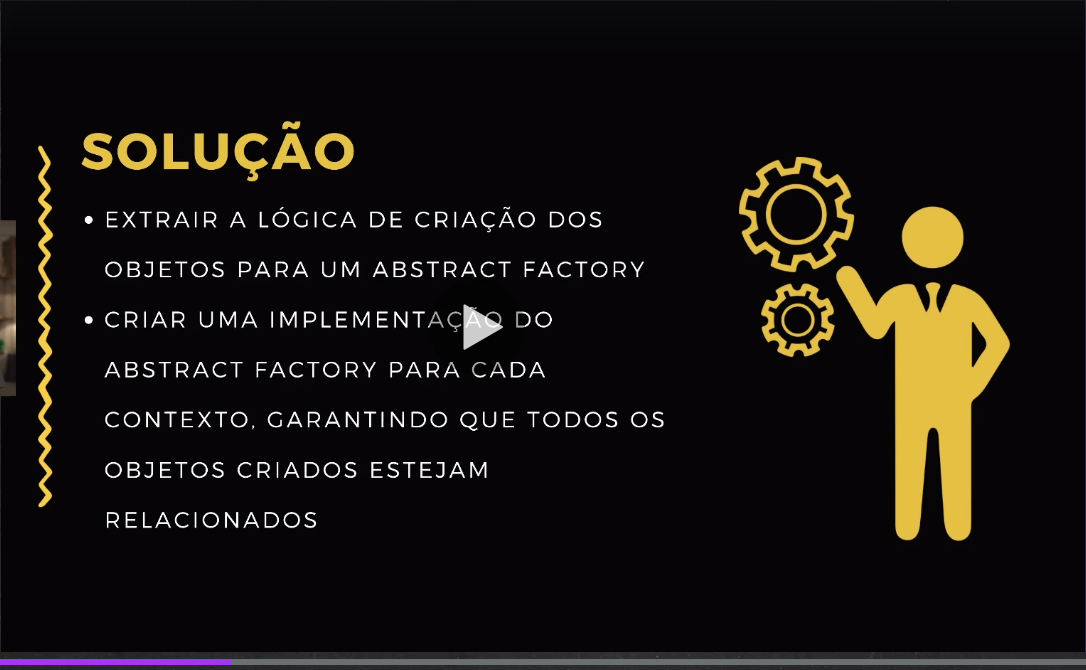 SOLUÇÃO
• EXTRAIR A LÓGICA DE CRIAÇÃO DOS
OBJETOS PARA UM ABSTRACT FACTORY
• CRIAR UMA IMPLEMENTAÇÃO DO
ABSTRACT FACTORY PARA CADA
CONTEXTO, GARANTINDO QUE TODOS OS
OBJETOS CRIADOS ESTEJAM
RELACIONADOS